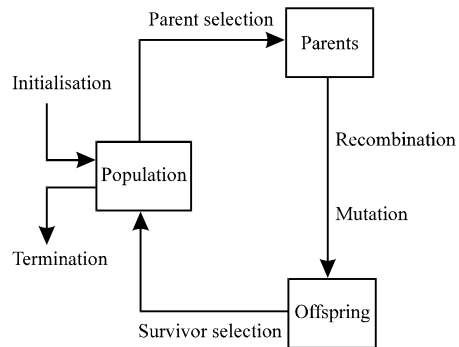 Parent selection
Parents
Initialisation
Recombination
Population
Mutation
Termination
Offspring
Survivor selection